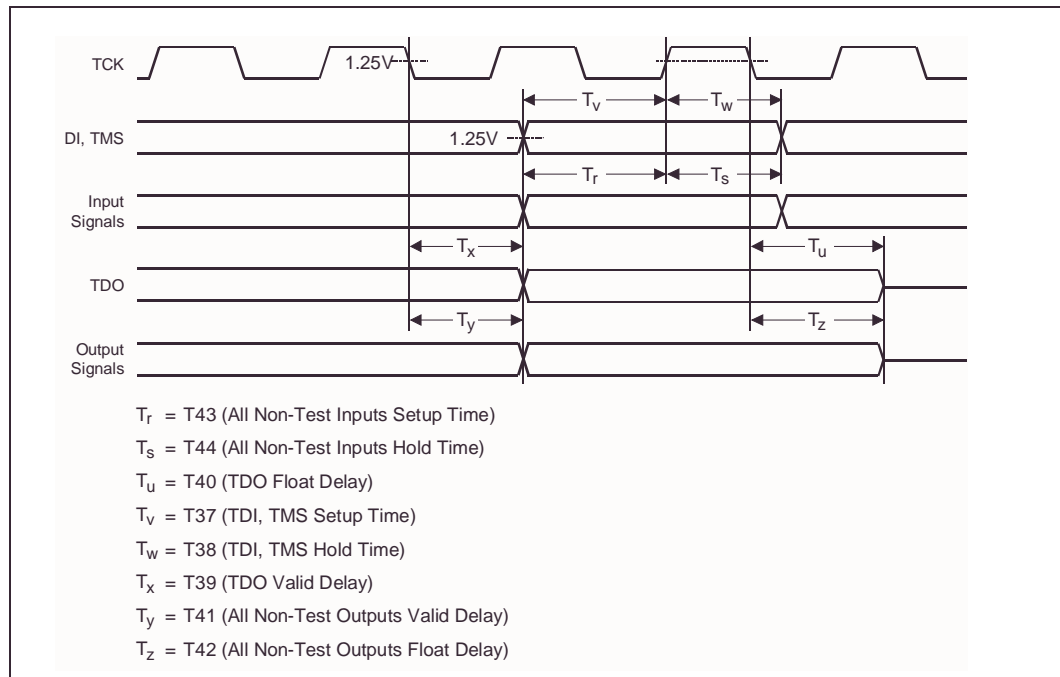 TCK
1.25V
Tv
Tw
DI, TMS
1.25V
Tr
Ts
Input
Signals
Tx
Tu
TDO
Ty
Tz
Output
Signals
Tr = T43 (All Non-Test Inputs Setup Time)
Ts = T44 (All Non-Test Inputs Hold Time)
Tu = T40 (TDO Float Delay)
Tv = T37 (TDI, TMS Setup Time)
Tw = T38 (TDI, TMS Hold Time)
Tx = T39 (TDO Valid Delay)
Ty = T41 (All Non-Test Outputs Valid Delay)
Tz = T42 (All Non-Test Outputs Float Delay)